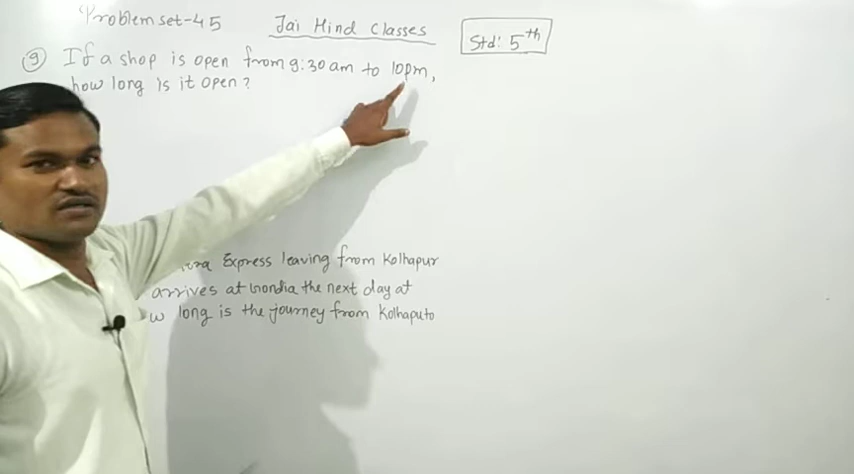 Problem set-45
Jai Hind Classes
Std: 5th
9 If a shop is open from 9:30 am to 10pm,
how long is it open?
Express leaving from Kolhapur
arrives at Gondia the next day at
long is the journey from Kolhaputo